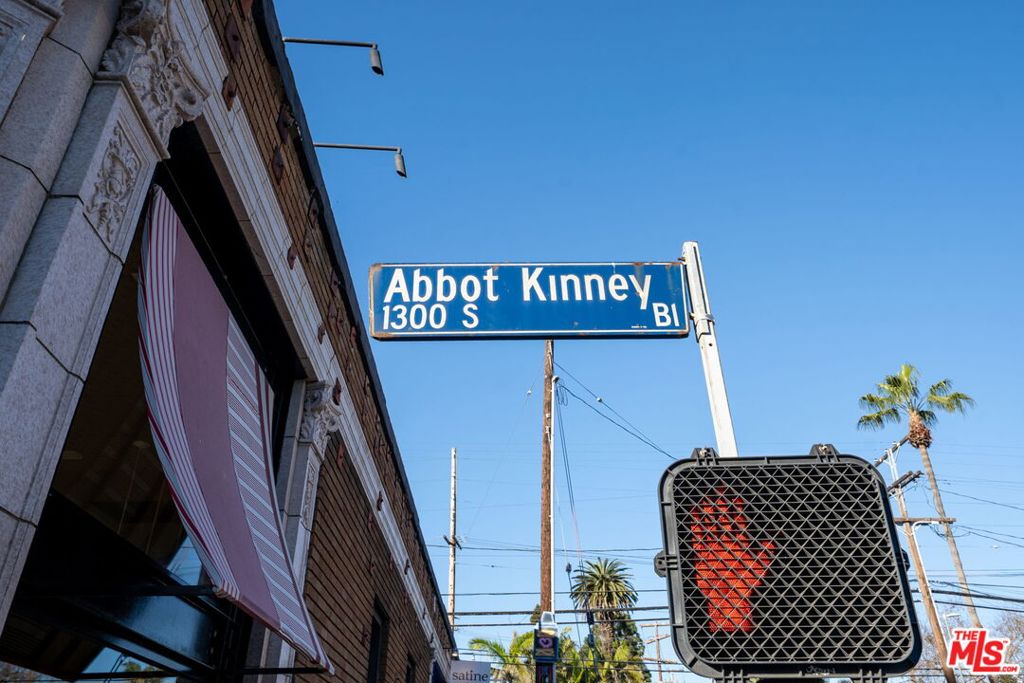 Abbot Kinney
1300 S Bl
satine
THE
MLS